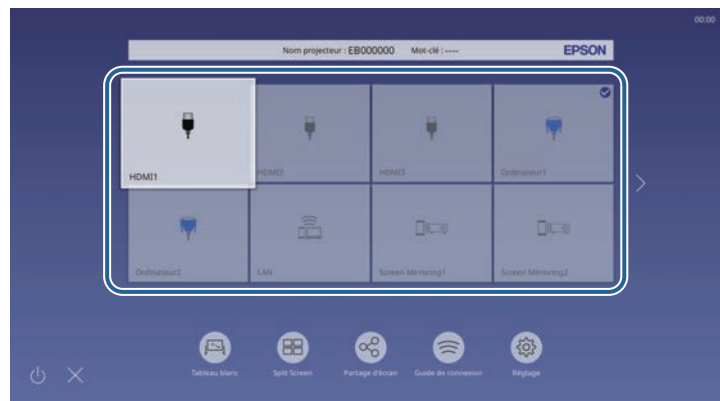 00:00
Nom projecteur : EB000000 Mot-clé : ---- EPSON
HDMI1 HDMI2 HDMI3 Ordinateur1
Ordinateur2 LAN Screen Mirroring1 Screen Mirroring2
Tableau blanc Split Screen Partage d'écran Guide de connexion Réglage